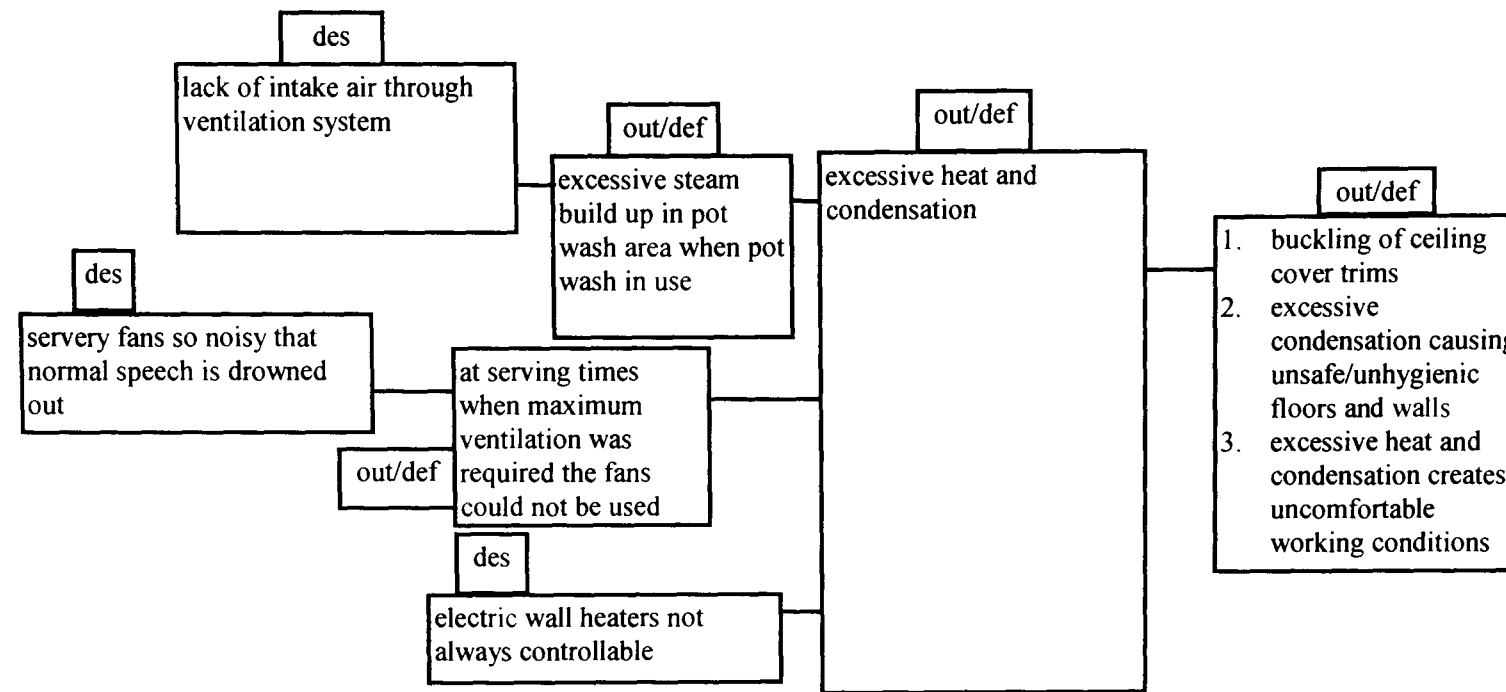 des
lack of intake air through
ventilation system
out/def
excessive steam
build up in pot
wash area when pot
wash in use
out/def
excessive heat and
condensation
out/def
1. buckling of ceiling
cover trims
2. excessive
condensation causing
unsafe/unhygienic
floors and walls
3. excessive heat and
condensation creates
uncomfortable
working conditions
des
servery fans so noisy that
normal speech is drowned
out
out/def
at serving times
when maximum
ventilation was
required the fans
could not be used
des
electric wall heaters not
always controllable